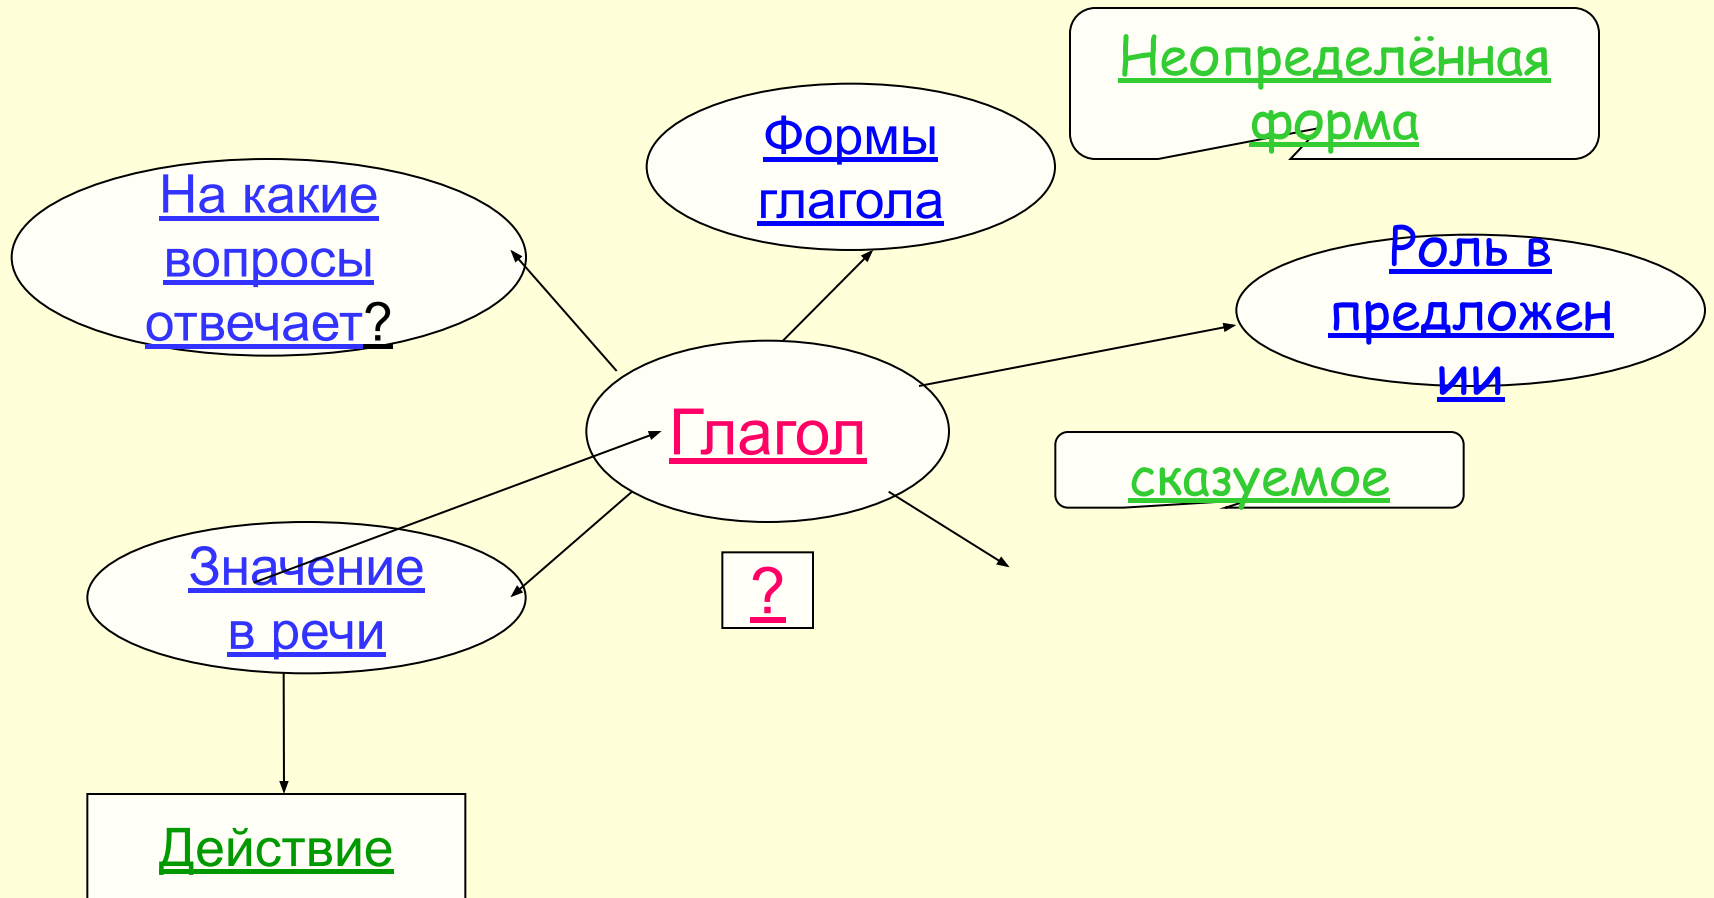 Неопределённая
форма
Формы
глагола
На какие
вопросы
отвечает?
Роль в
предложен
ии
Глагол
сказуемое
Значение
в речи
?
Действие